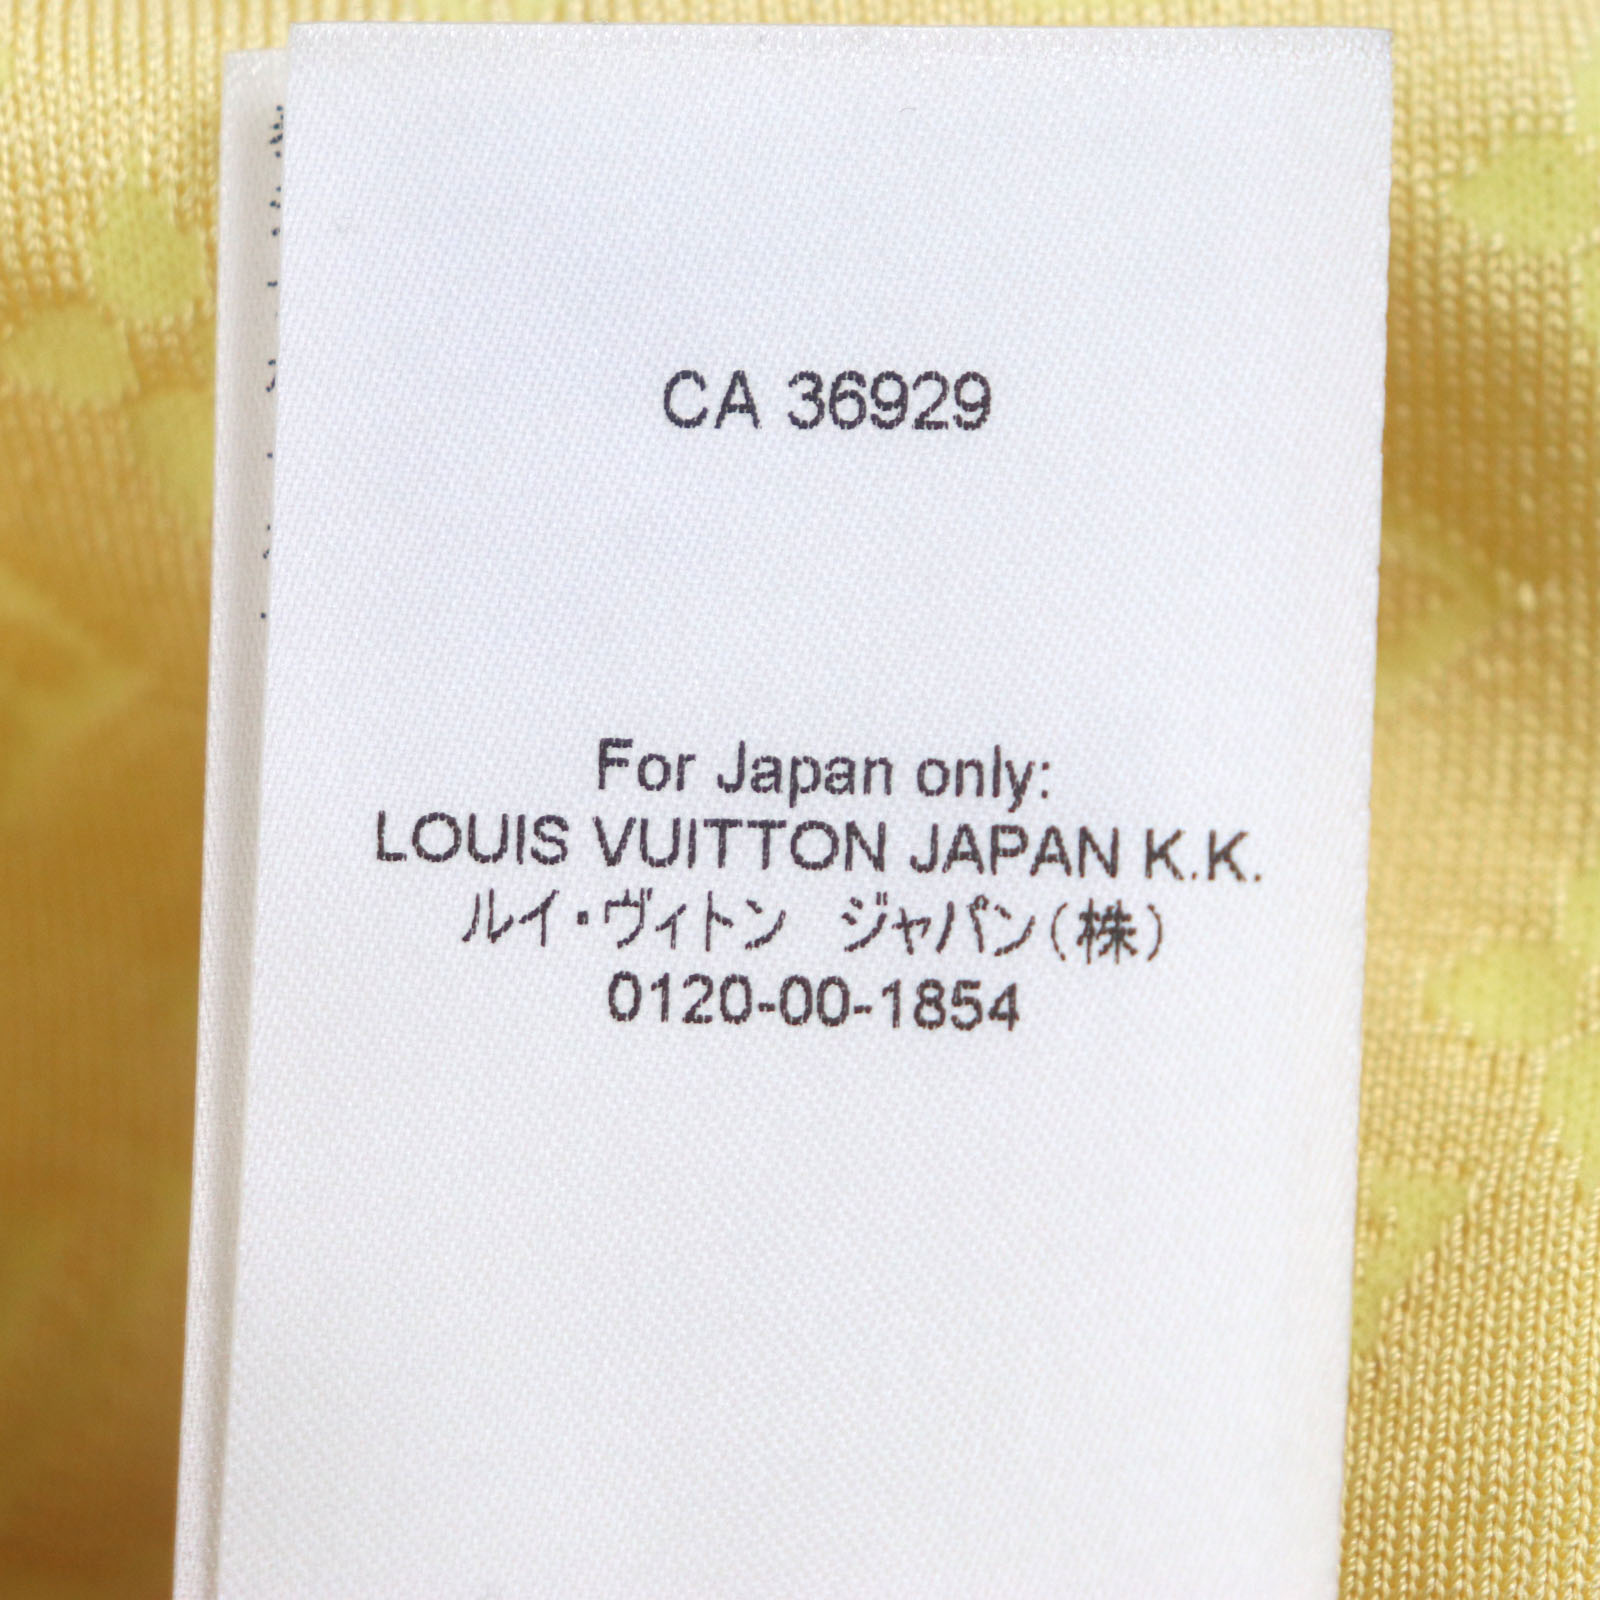 CA 36929
For Japan only:
LOUIS VUITTON JAPAN K.K.
ルイ・ヴィトン　ジャパン(株)
0120-00-1854